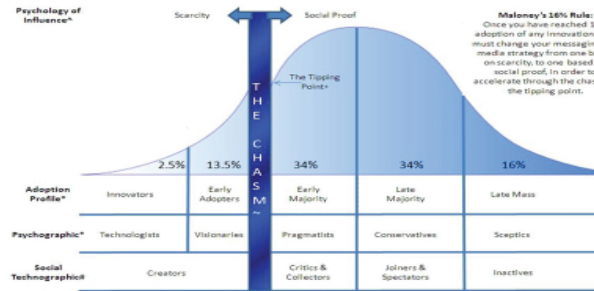 Psychology of
Influence^
Scarcity
Social Proof
Maloney's 16% Rule:
Once you have reached
adoption of any innovation,
must change your messaging
media strategy from one
on scarcity, to one based
social proof, in order to
accelerate through the
the tipping point.
The Tipping
Point+
THE CHASM~
2.5%
13.5%
34%
34%
16%
Adoption
Profile*
Innovators
Early
Adopters
Early
Majority
Late
Majority
Late Mass
Psychographic*
Technologists
Visionaries
Pragmatists
Conservatives
Sceptics
Social
Technographic#
Creators
Critics &
Collectors
Joiners &
Spectators
Inactives